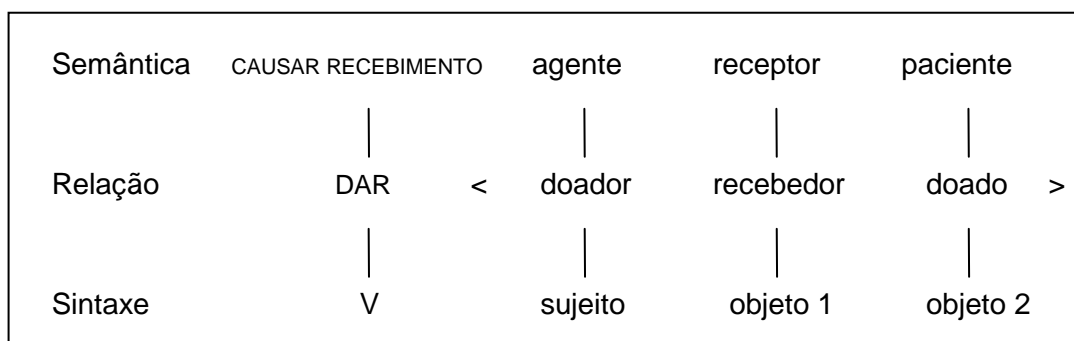 Semântica CAUSAR RECEBIMENTO agente receptor paciente
Relação DAR < doador recebedor doado >
Sintaxe V sujeito objeto 1 objeto 2